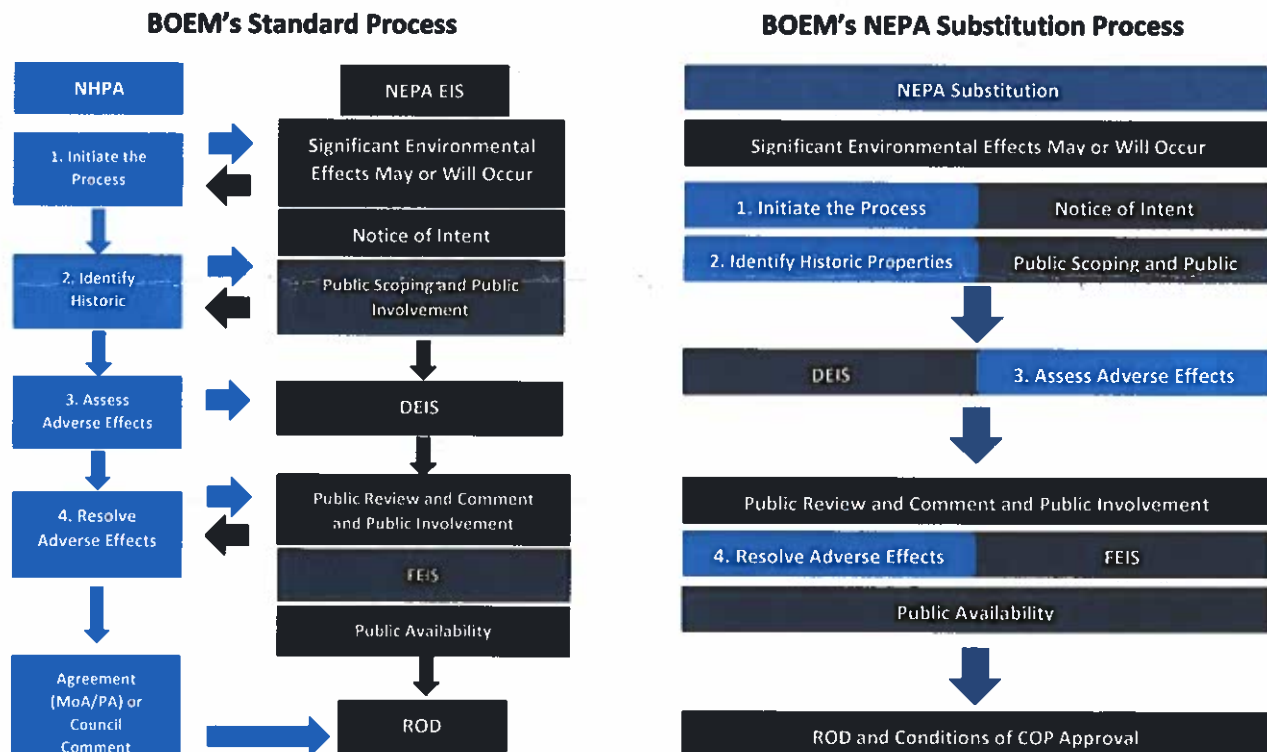 BOEM's Standard Process
NHPA
1. Initiate the
Process
2. Identify
Historic
3. Assess
Adverse Effects
4. Resolve
Adverse Effects
Agreement
(MoA/PA) or
Council
Comment
NEPA EIS
Significant Environmental
Effects May or Will Occur
Notice of Intent
Public Scoping and Public
Involvement
DEIS
Public Review and Comment
and Public Involvement
FEIS
Public Availability
ROD
BOEM's NEPA Substitution Process
NEPA Substitution
Significant Environmental Effects May or Will Occur
1. Initiate the Process
Notice of Intent
2. Identify Historic Properties
Public Scoping and Public
DEIS
3. Assess Adverse Effects
Public Review and Comment and Public Involvement
4. Resolve Adverse Effects
FEIS
Public Availability
ROD and Conditions of COP Approval